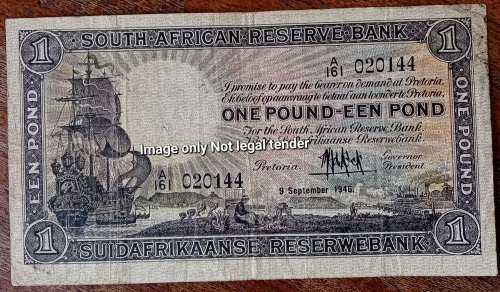 1 SOUTH·AFRICAN·RESERVE·BANK 1
A/161 020144
I promise to pay the bearer on demand at Pretoria.
Ek beloof op aanvraag te betaal aan toonder te Pretoria.
ONE POUND-EEN POND
For the South African Reserve Bank.
Suidafrikaanse Reservebank.
Image only Not legal tender
Pretoria. Governor
President.
A/161 020144
9 September 1946.
EEN·POND
ONE·POUND
1 SUIDAFRIKAANSE RESERWEBANK 1